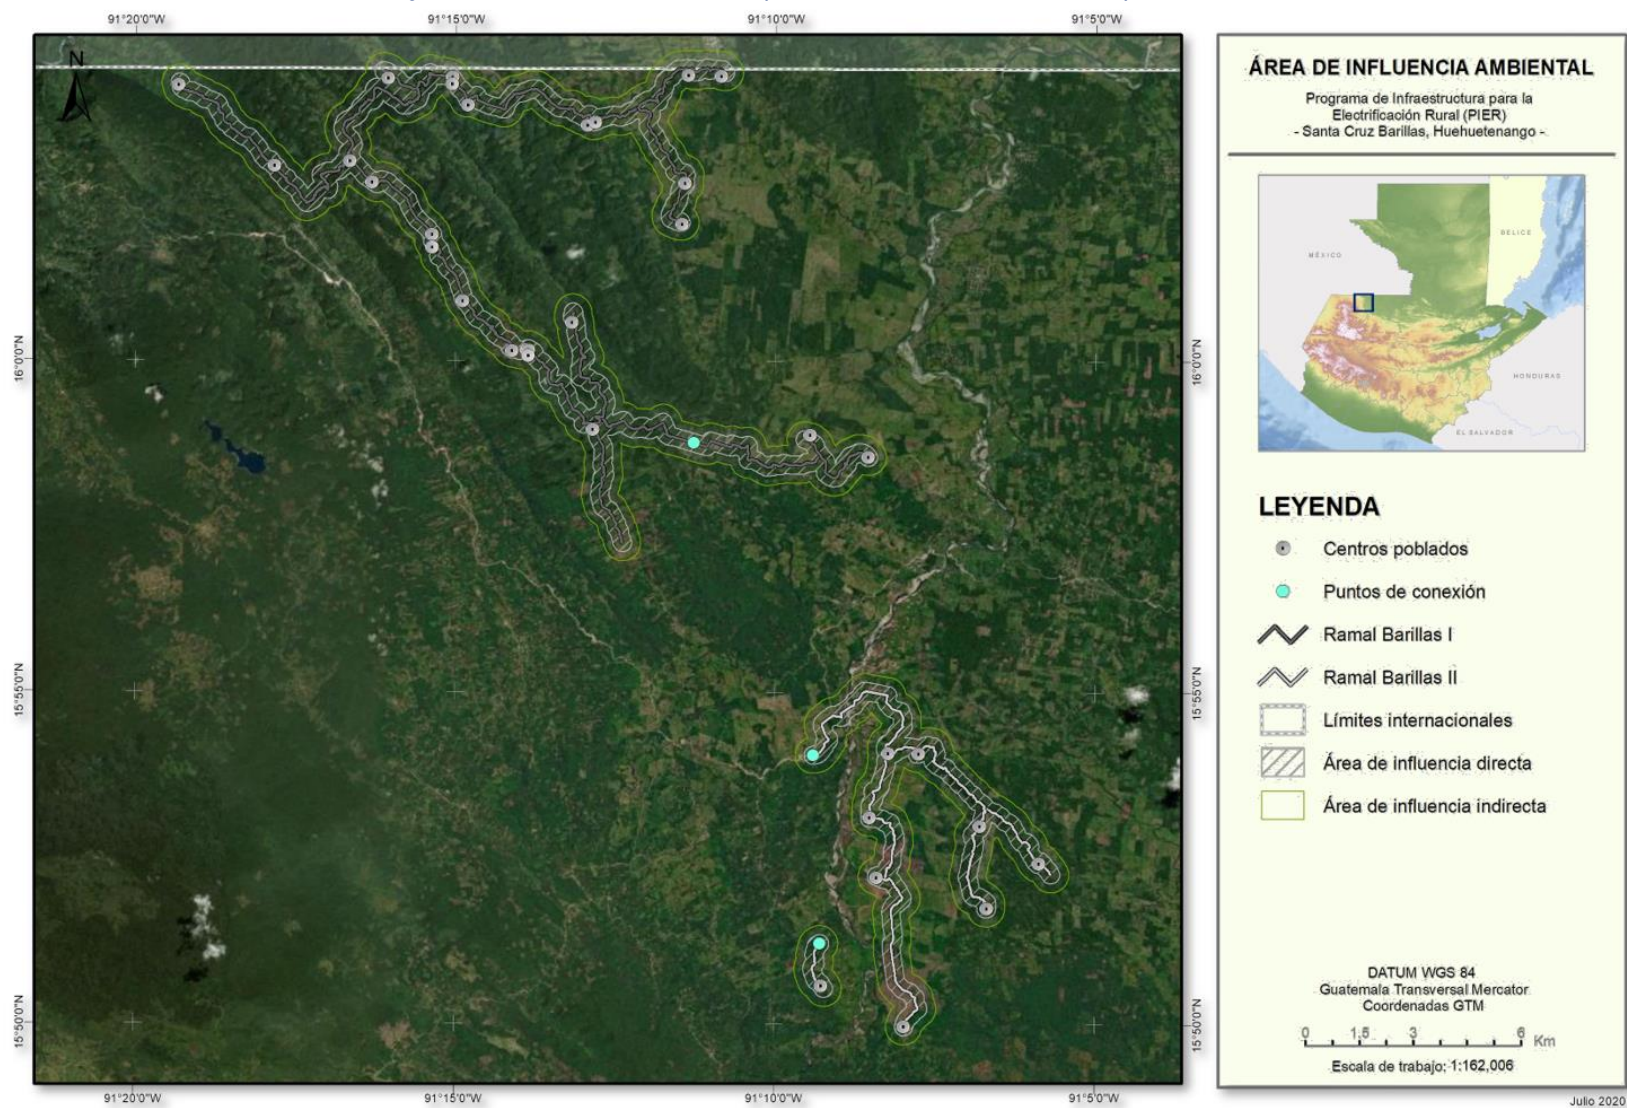 91°20'0"W
91°15'0"W
91°10'0"W
91°5'0"W
N
16°0'0"N
16°0'0"N
15°55'0"N
15°55'0"N
15°50'0"N
15°50'0"N
91°20'0"W
91°15'0"W
91°10'0"W
91°5'0"W
ÁREA DE INFLUENCIA AMBIENTAL
Programa de Infraestructura para la
Electrificación Rural (PIER)
- Santa Cruz Barillas, Huehuetenango -
BELICE
MÉXICO
HONDURAS
EL SALVADOR
LEYENDA
Centros poblados
Puntos de conexión
Ramal Barillas I
Ramal Barillas II
Límites internacionales
Área de influencia directa
Área de influencia indirecta
DATUM WGS 84
Guatemala Transversal Mercator
Coordenadas GTM
0 1,5 3 6 Km
Escala de trabajo: 1:162,006
Julio 2020